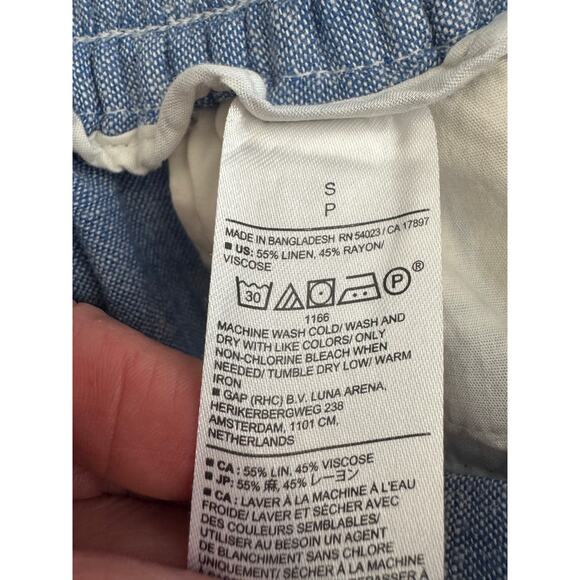 S
P
MADE IN BANGLADESH RN 54023 / CA 17897
■ US: 55% LINEN, 45% RAYON/
VISCOSE
30 P ®
1166
MACHINE WASH COLD/ WASH AND
DRY WITH LIKE COLORS/ ONLY
NON-CHLORINE BLEACH WHEN
NEEDED/ TUMBLE DRY LOW/ WARM
IRON
■ GAP (RHC) B.V. LUNA ARENA,
HERIKERBERGWEG 238
AMSTERDAM, 1101 CM,
NETHERLANDS
■ CA : 55% LIN, 45% VISCOSE
■ JP: 55% 麻, 45% レーヨン
■ CA : LAVER À LA MACHINE À L'EAU
FROIDE/ LAVER ET SÉCHER AVEC
DES COULEURS SEMBLABLES/
UTILISER AU BESOIN UN AGENT
DE BLANCHIMENT SANS CHLORE
UNIQUEMENT/ SÉCHER À LA MACHINE